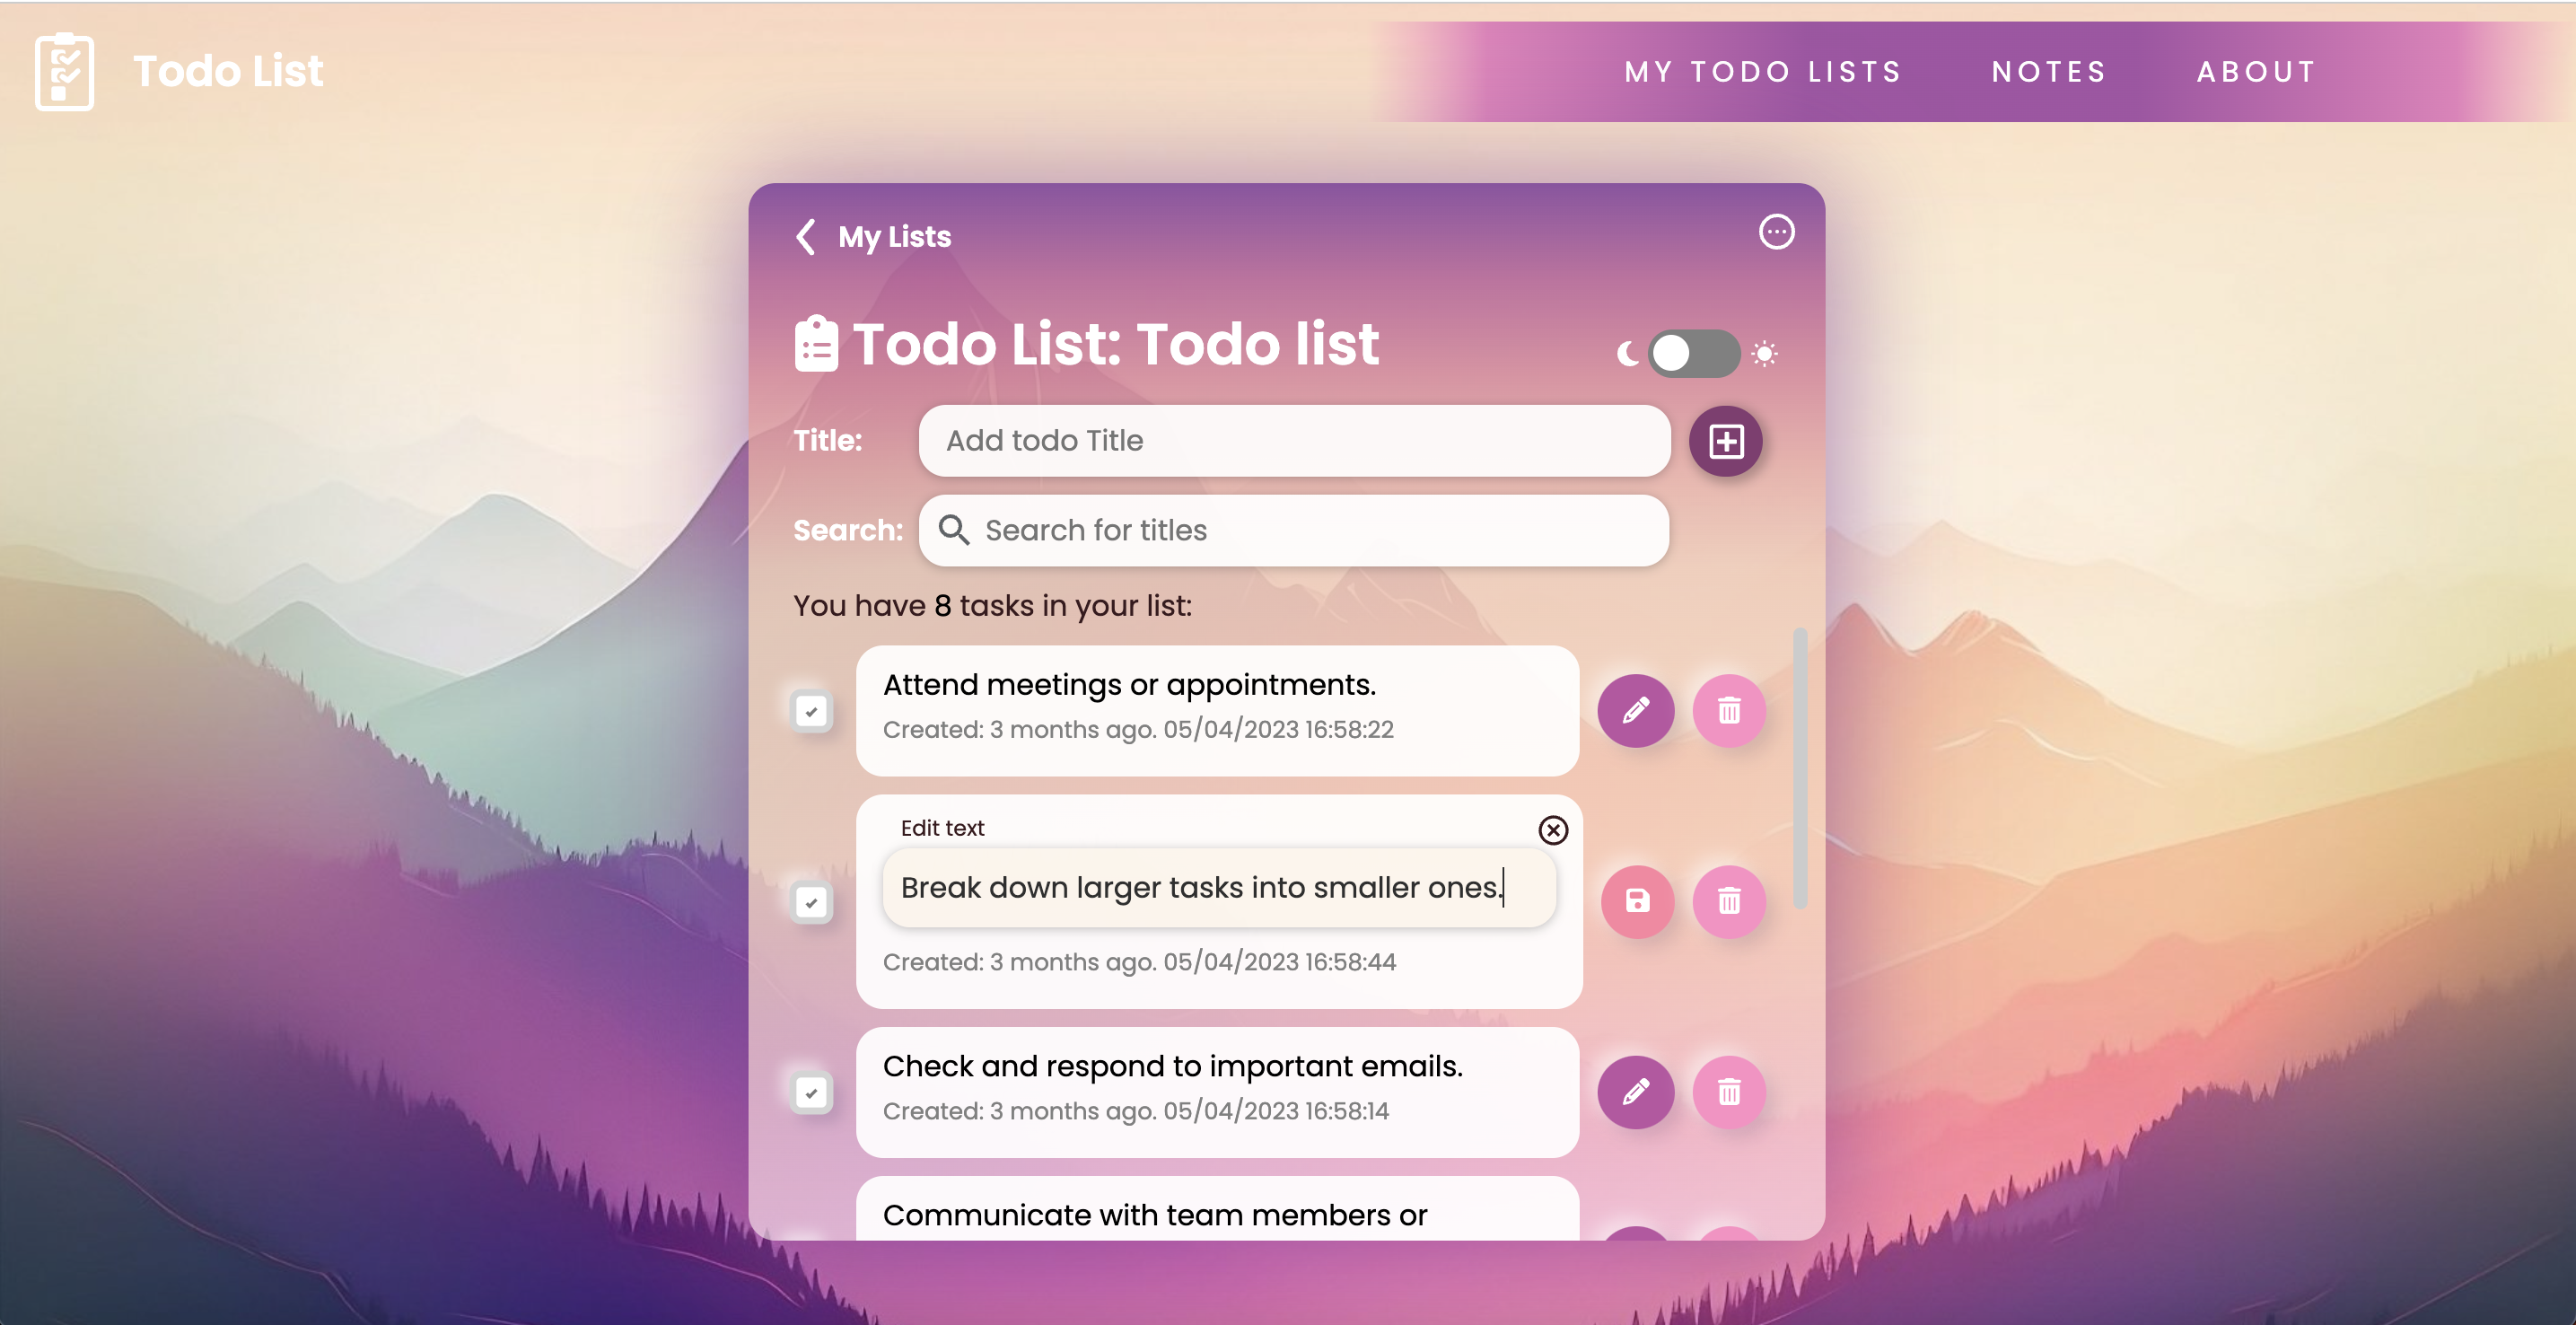 Todo List
MY TODO LISTS NOTES ABOUT
My Lists
Todo List: Todo list
Title:
Add todo Title
Search:
Search for titles
You have 8 tasks in your list:
Attend meetings or appointments.
Created: 3 months ago. 05/04/2023 16:58:22
Edit text
Break down larger tasks into smaller ones.
Created: 3 months ago. 05/04/2023 16:58:44
Check and respond to important emails.
Created: 3 months ago. 05/04/2023 16:58:14
Communicate with team members or